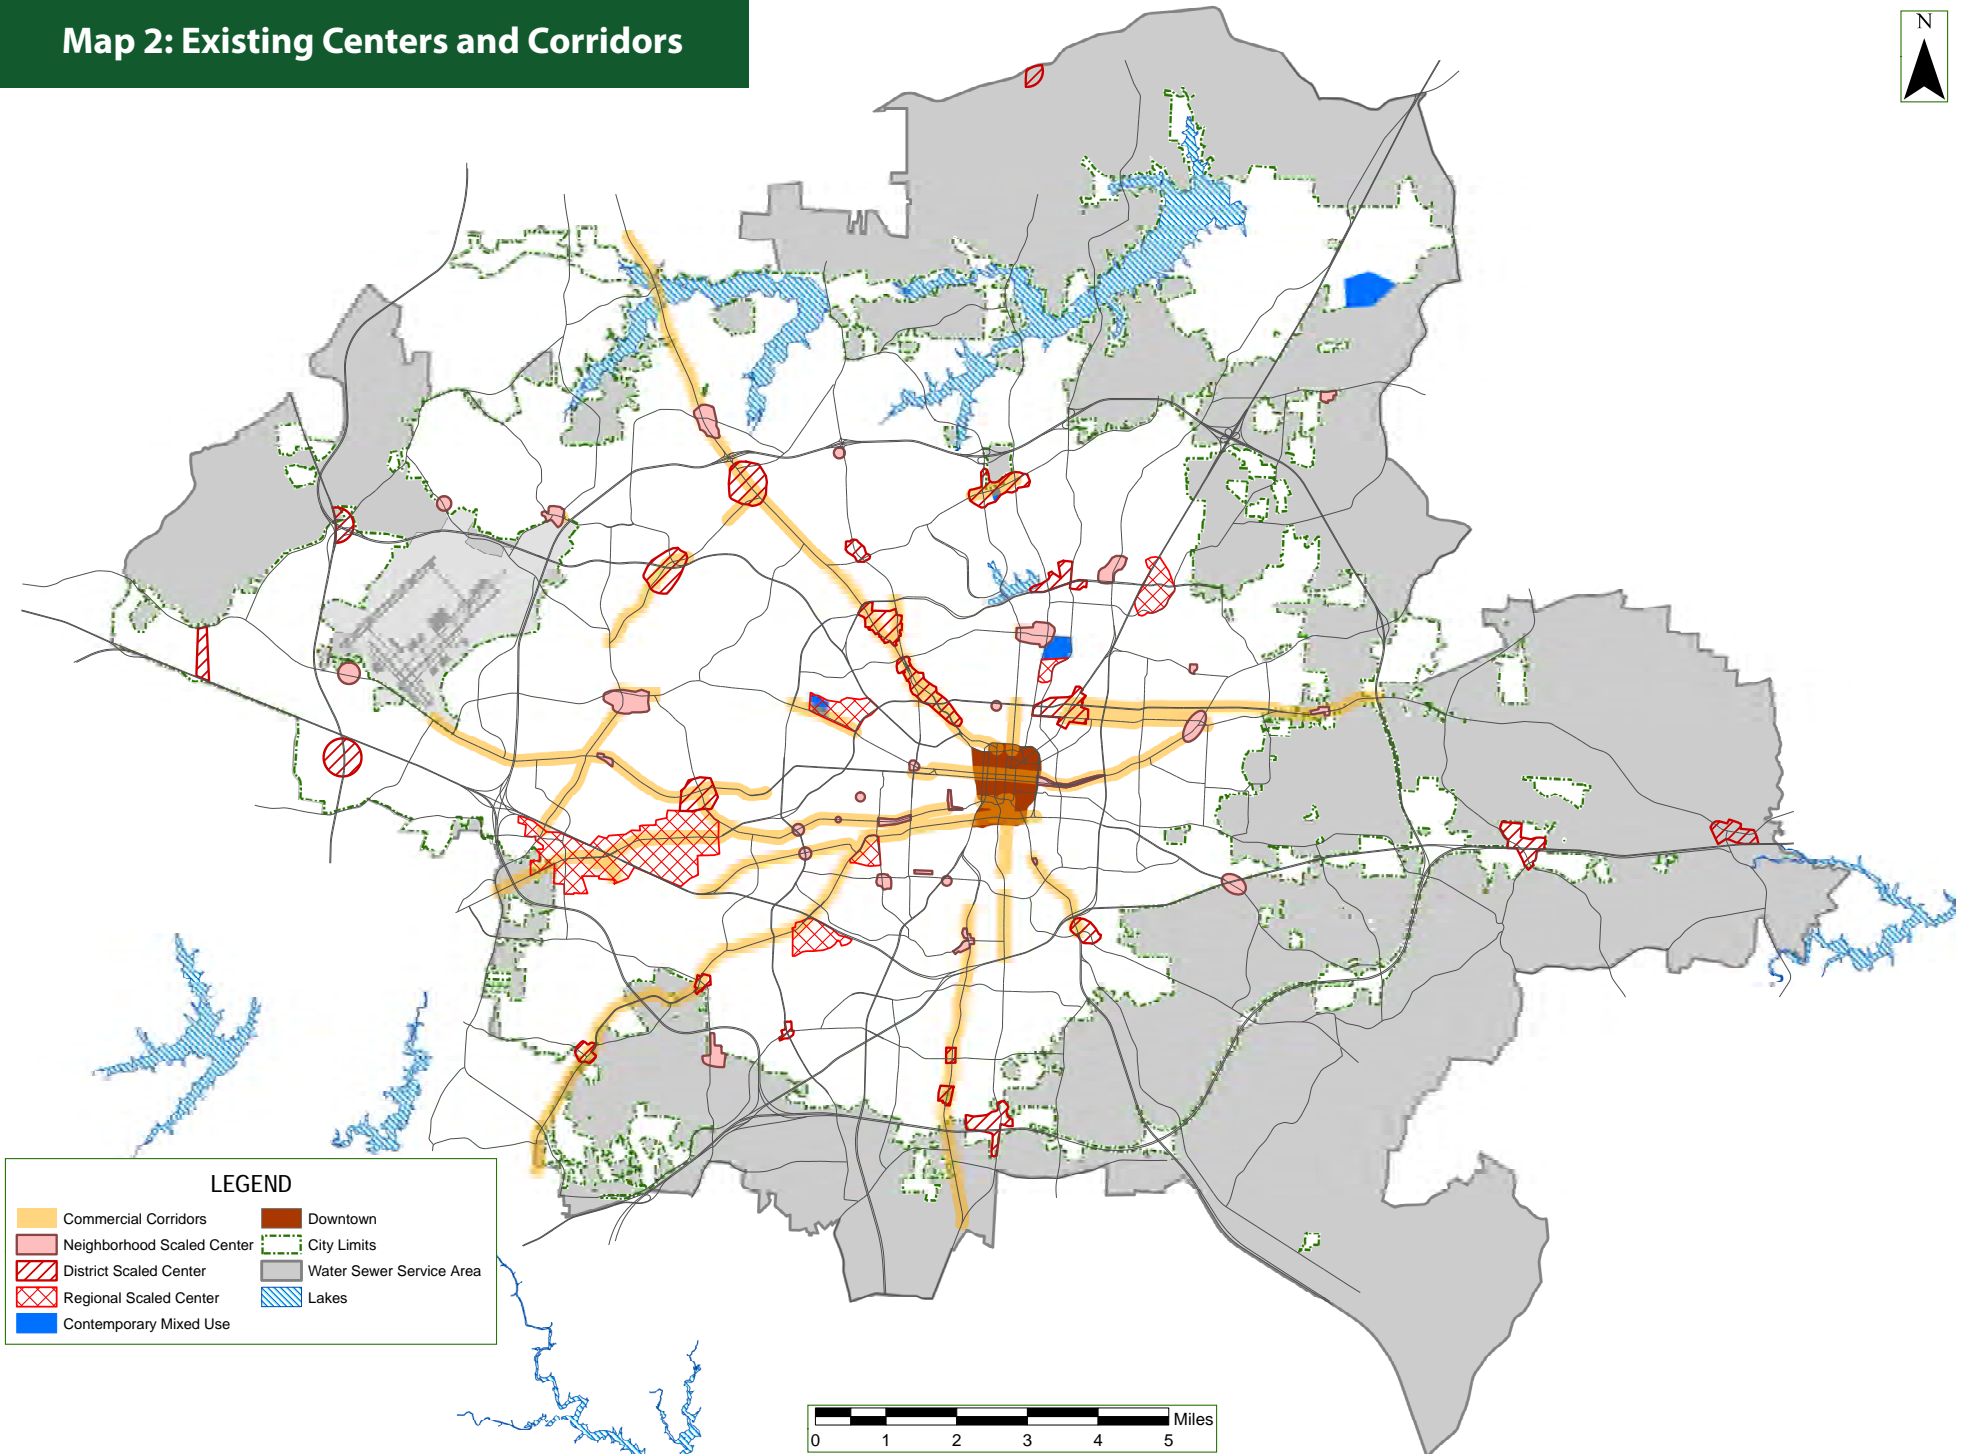 Map 2: Existing Centers and Corridors
N
LEGEND
Commercial Corridors
Neighborhood Scaled Center
District Scaled Center
Regional Scaled Center
Contemporary Mixed Use
Downtown
City Limits
Water Sewer Service Area
Lakes
Miles
0 1 2 3 4 5